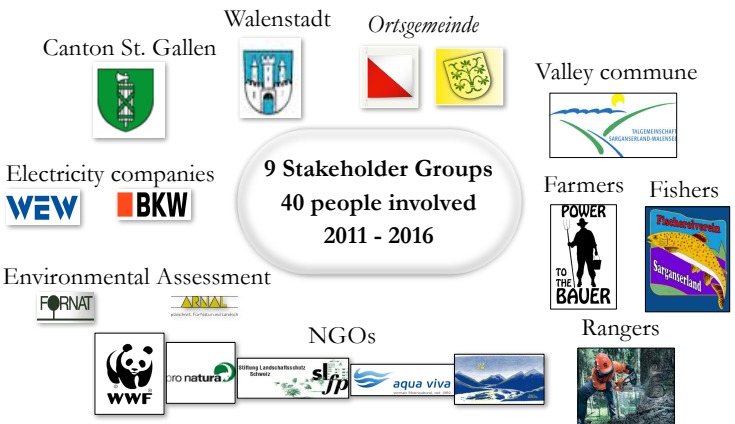 Walenstadt
Ortsgemeinde
Canton St. Gallen
Valley commune
TALGEMEINSCHAFT
SARGANSERLAND-WALENSEE
9 Stakeholder Groups
40 people involved
2011 - 2016
Electricity companies
WEW
BKW
Farmers
Fishers
POWER
TO
THE
BAUER
Fischereiverein
Sarganserland
Environmental Assessment
FORNAT
ARNAL
NGOs
Rangers
WWF
pro natura
Stiftung Landschaftsschutz
Schweiz
sl
fp
aqua viva